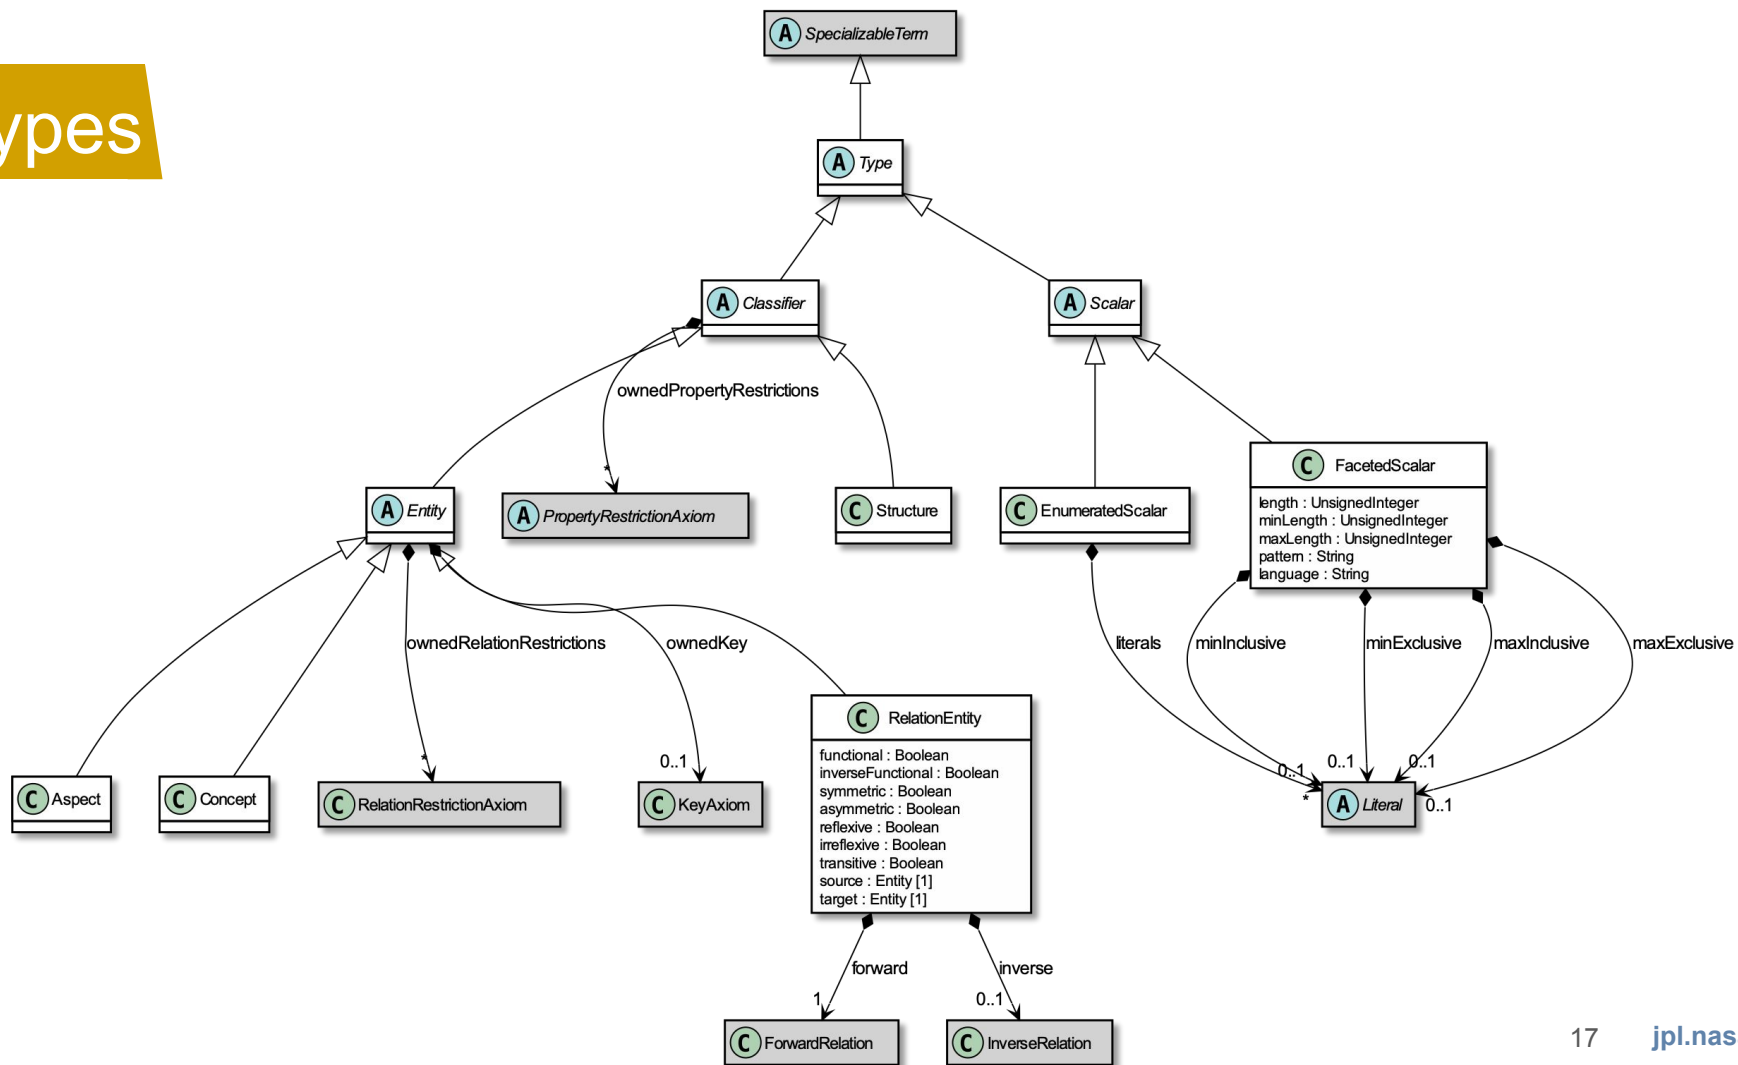 ypes
A SpecializableTerm
A Type
A Classifier
A Scalar
ownedPropertyRestrictions
*
A Entity
A PropertyRestrictionAxiom
C Structure
C EnumeratedScalar
C FacetedScalar
length : UnsignedInteger
minLength : UnsignedInteger
maxLength : UnsignedInteger
pattern : String
language : String
ownedRelationRestrictions
ownedKey
literals
minInclusive
minExclusive
maxInclusive
maxExclusive
C RelationEntity
functional : Boolean
inverseFunctional : Boolean
symmetric : Boolean
asymmetric : Boolean
reflexive : Boolean
irreflexive : Boolean
transitive : Boolean
source : Entity [1]
target : Entity [1]
*
0..1
0..1
*
0..1
0..1
0..1
C Aspect
C Concept
C RelationRestrictionAxiom
C KeyAxiom
A Literal
forward
inverse
1
0..1
C ForwardRelation
C InverseRelation
17
jpl.nas